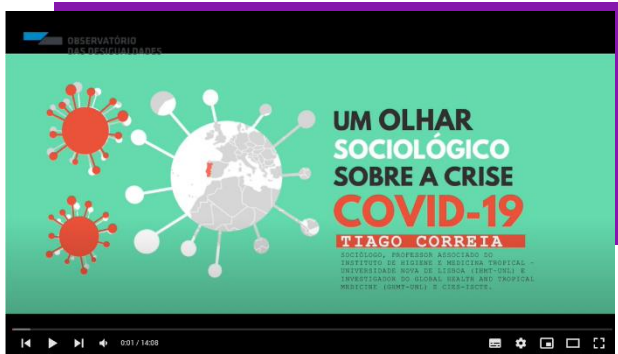 OBSERVATÓRIO
DAS DESIGUALDADES
UM OLHAR
SOCIOLÓGICO
SOBRE A CRISE
COVID-19
TIAGO CORREIA
SOCIÓLOGO, PROFESSOR ASSOCIADO DO
INSTITUTO DE HIGIENE E MEDICINA TROPICAL –
UNIVERSIDADE NOVA DE LISBOA (IHMT-UNL) E
INVESTIGADOR DO GLOBAL HEALTH AND TROPICAL
MEDICINE (GHMT-UNL) E CIES-ISCTE.
0:01 / 14:08